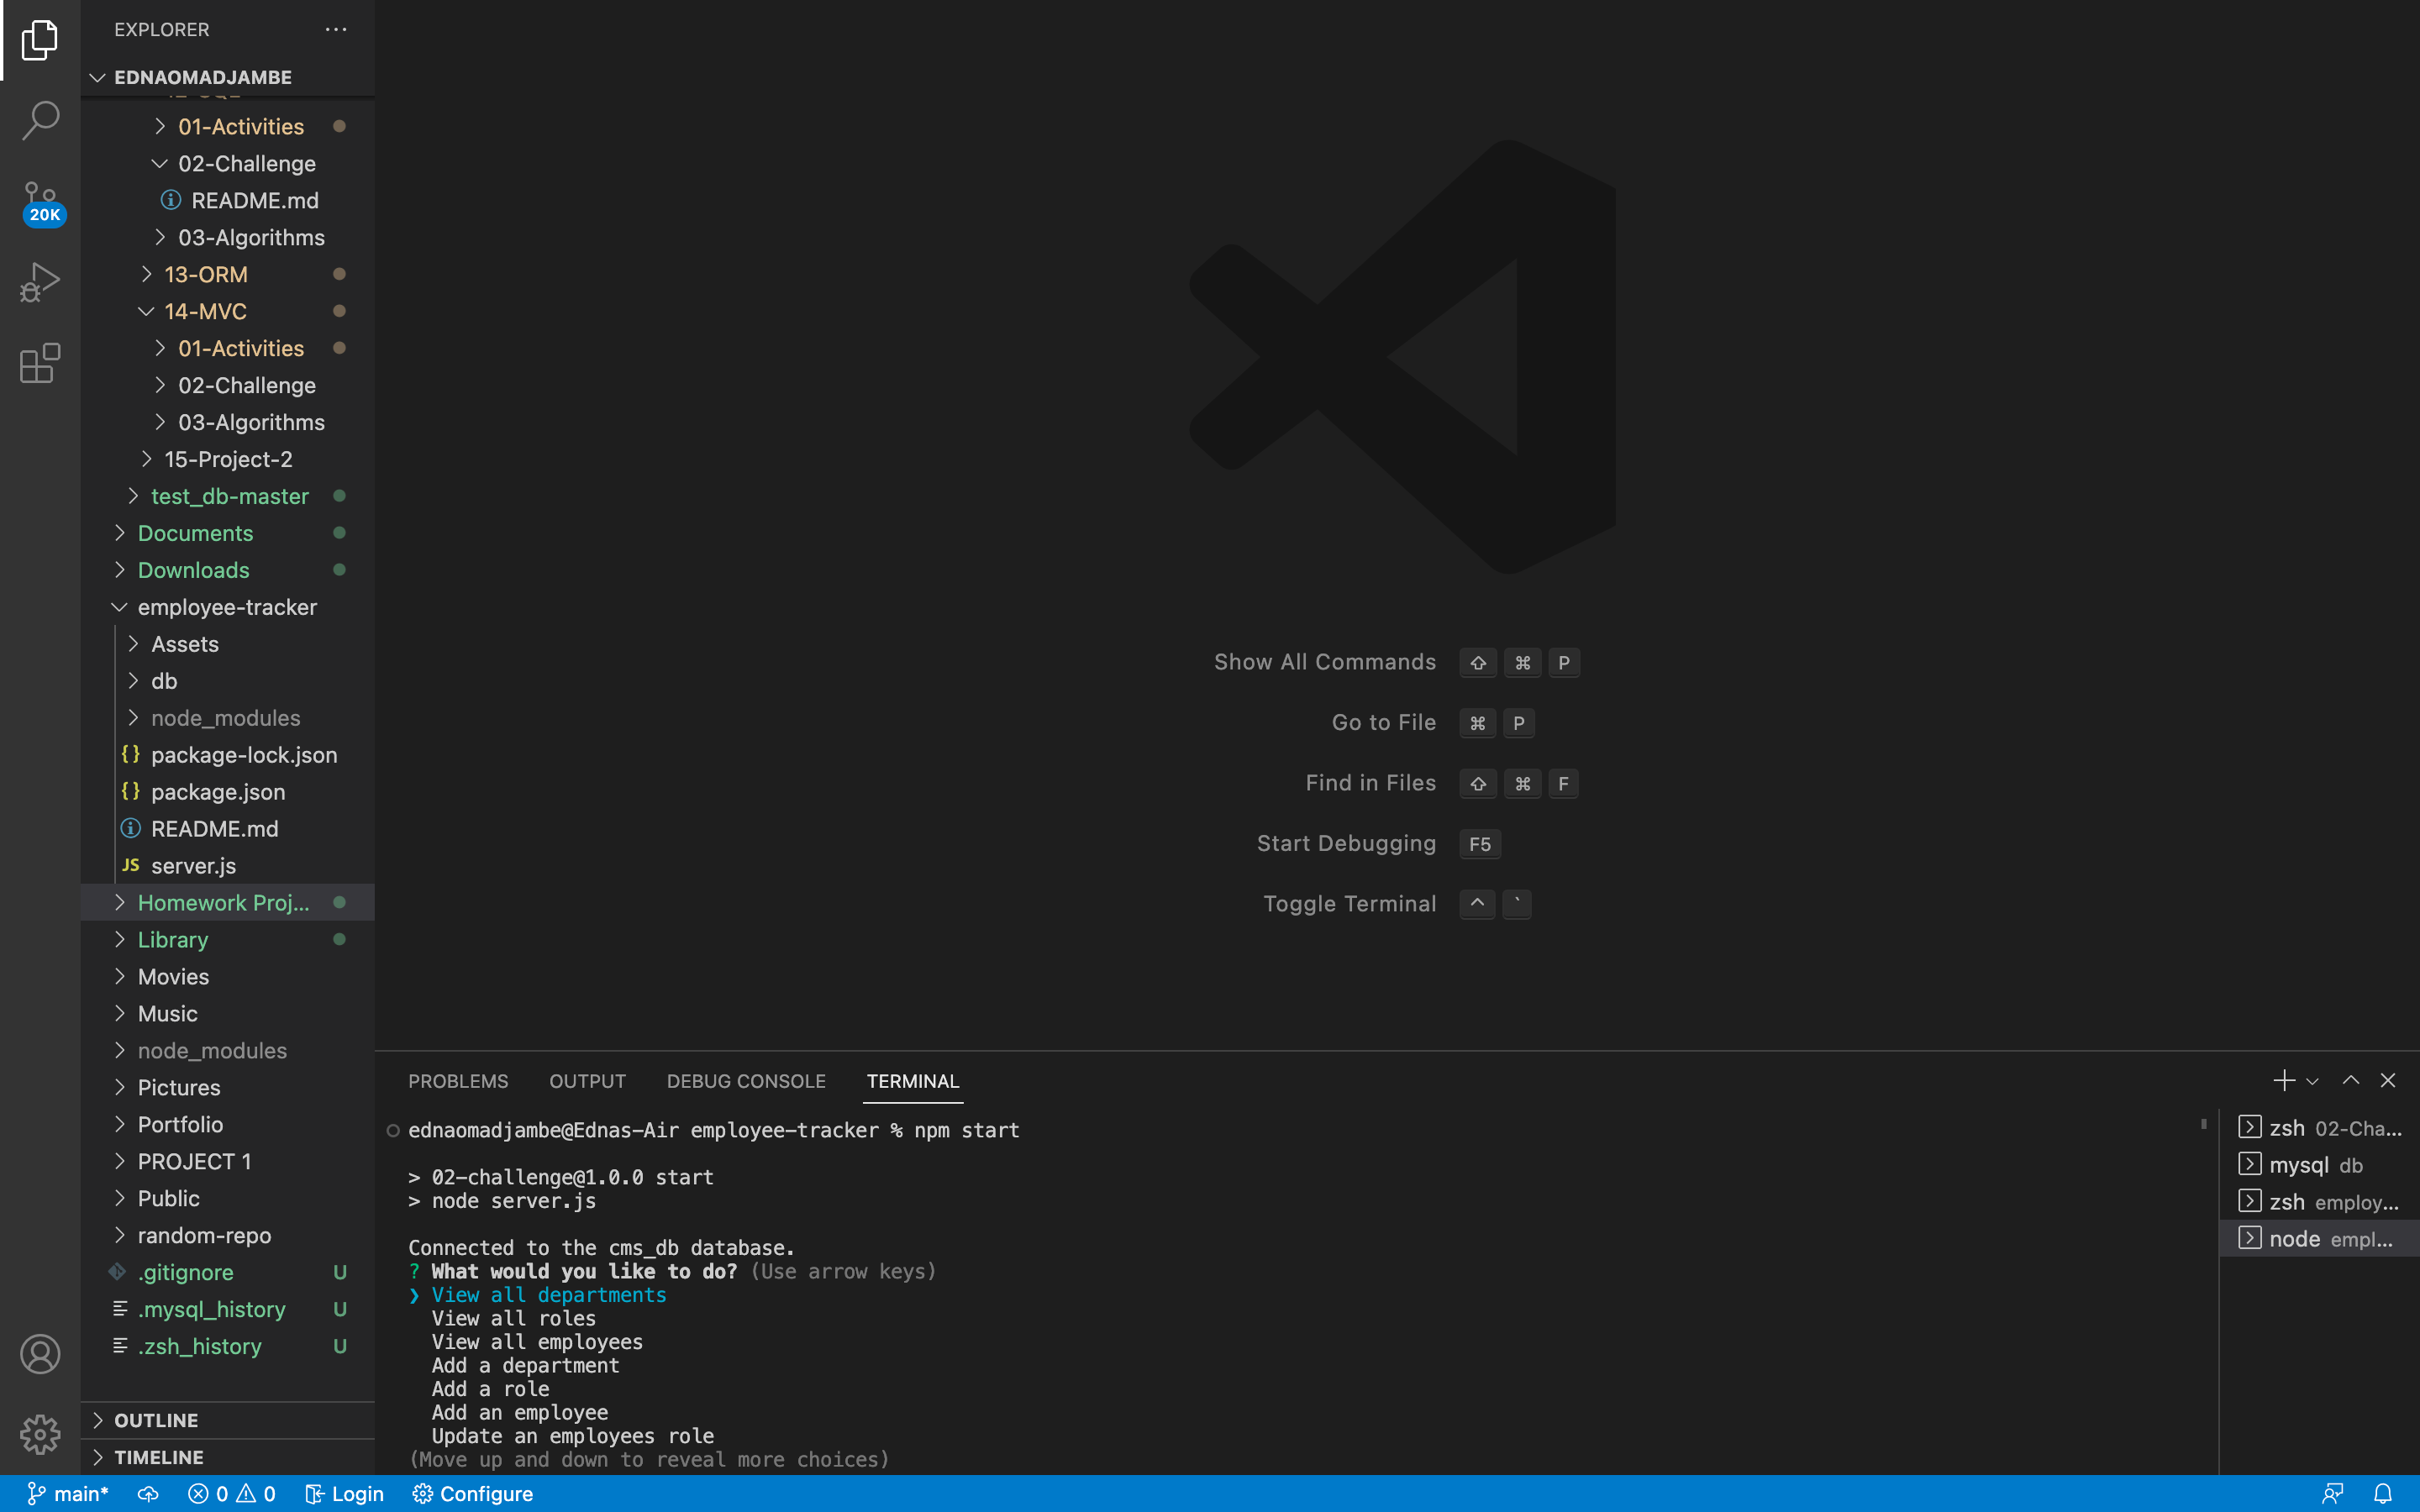 EXPLORER
EDNAOMADJAMBE
01-Activities
02-Challenge
README.md
03-Algorithms
13-ORM
14-MVC
01-Activities
02-Challenge
03-Algorithms
15-Project-2
test_db-master
Documents
Downloads
employee-tracker
Assets
db
node_modules
package-lock.json
package.json
README.md
JS server.js
Homework Proj...
Library
Movies
Music
node_modules
Pictures
Portfolio
PROJECT 1
Public
random-repo
.gitignore U
.mysql_history U
.zsh_history U
OUTLINE
TIMELINE
20K
Show All Commands ⇧ ⌘ P
Go to File ⌘ P
Find in Files ⇧ ⌘ F
Start Debugging F5
Toggle Terminal ^ `
PROBLEMS OUTPUT DEBUG CONSOLE TERMINAL
ednaomadjambe@Ednas-Air employee-tracker % npm start
> 02-challenge@1.0.0 start
> node server.js
Connected to the cms_db database.
? What would you like to do? (Use arrow keys)
❯ View all departments
View all roles
View all employees
Add a department
Add a role
Add an employee
Update an employees role
(Move up and down to reveal more choices)
zsh 02-Cha...
mysql db
zsh employ...
node empl...
main* 0 0 Login Configure